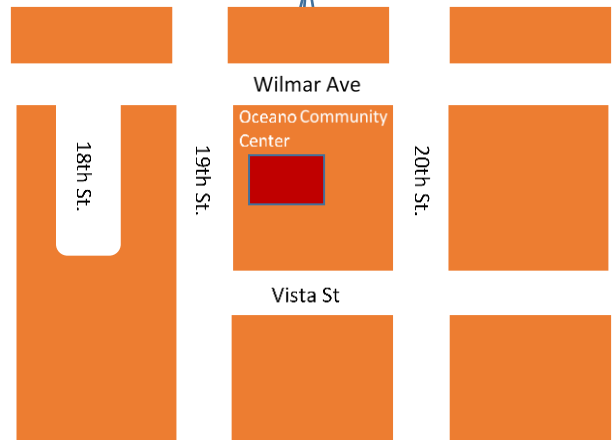 Wilmar Ave
Oceano Community
Center
18th St.
19th St.
20th St.
Vista St